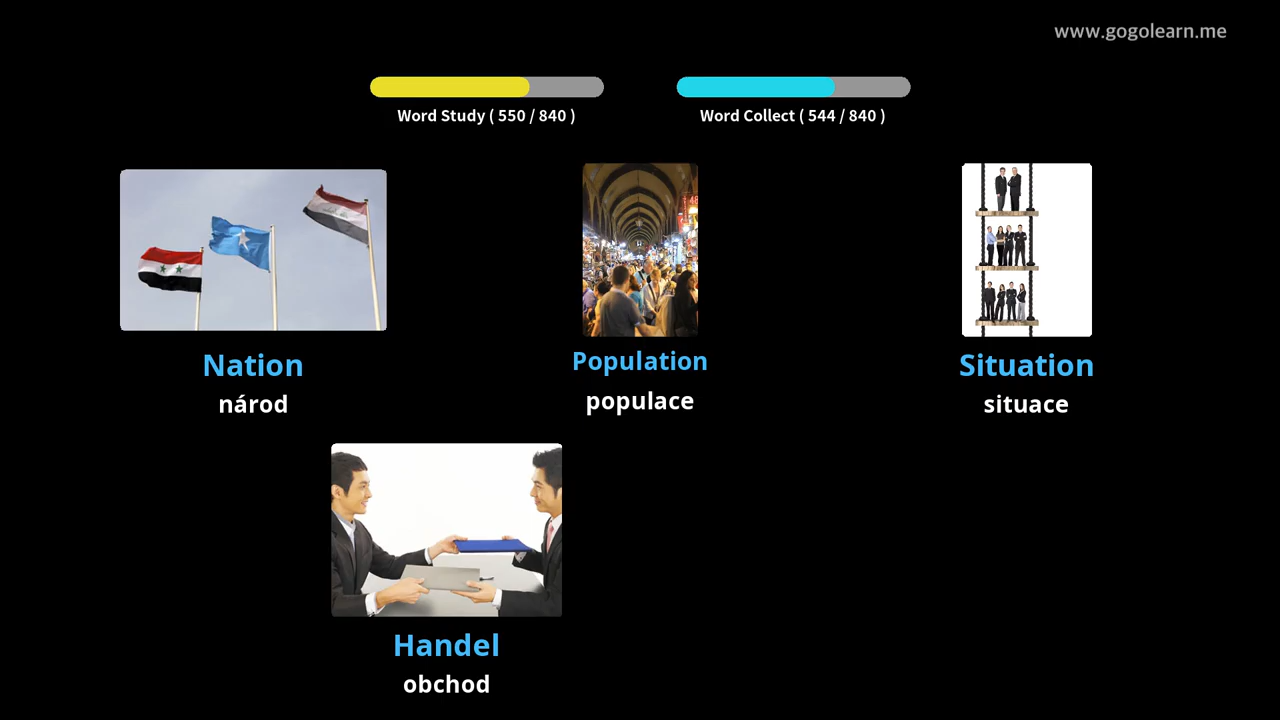 www.gogolearn.me
Word Study ( 550 / 840 )
Word Collect ( 544 / 840 )
Nation
národ
Population
populace
Situation
situace
Handel
obchod